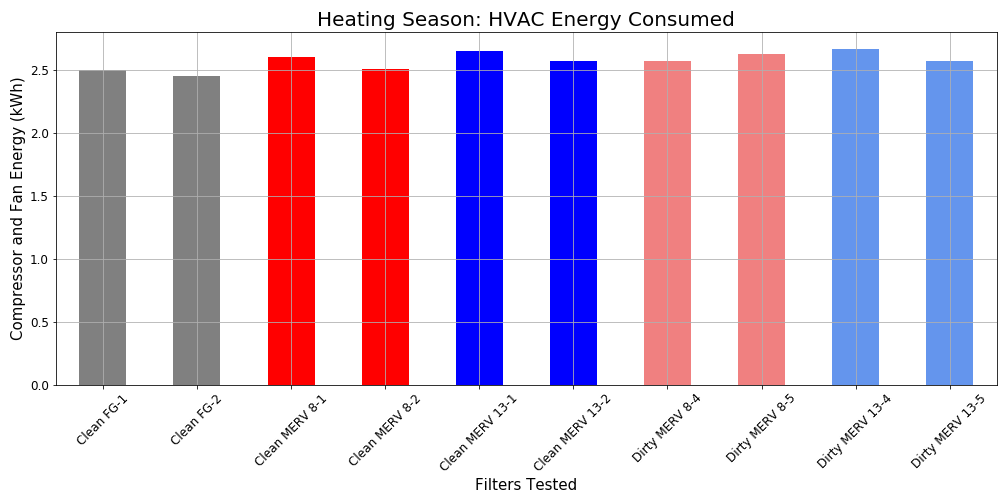 Heating Season: HVAC Energy Consumed
Compressor and Fan Energy (kWh)
2.5
2.0
1.5
1.0
0.5
0.0
Clean FG-1
Clean FG-2
Clean MERV 8-1
Clean MERV 8-2
Clean MERV 13-1
Clean MERV 13-2
Dirty MERV 8-4
Dirty MERV 8-5
Dirty MERV 13-4
Dirty MERV 13-5
Filters Tested